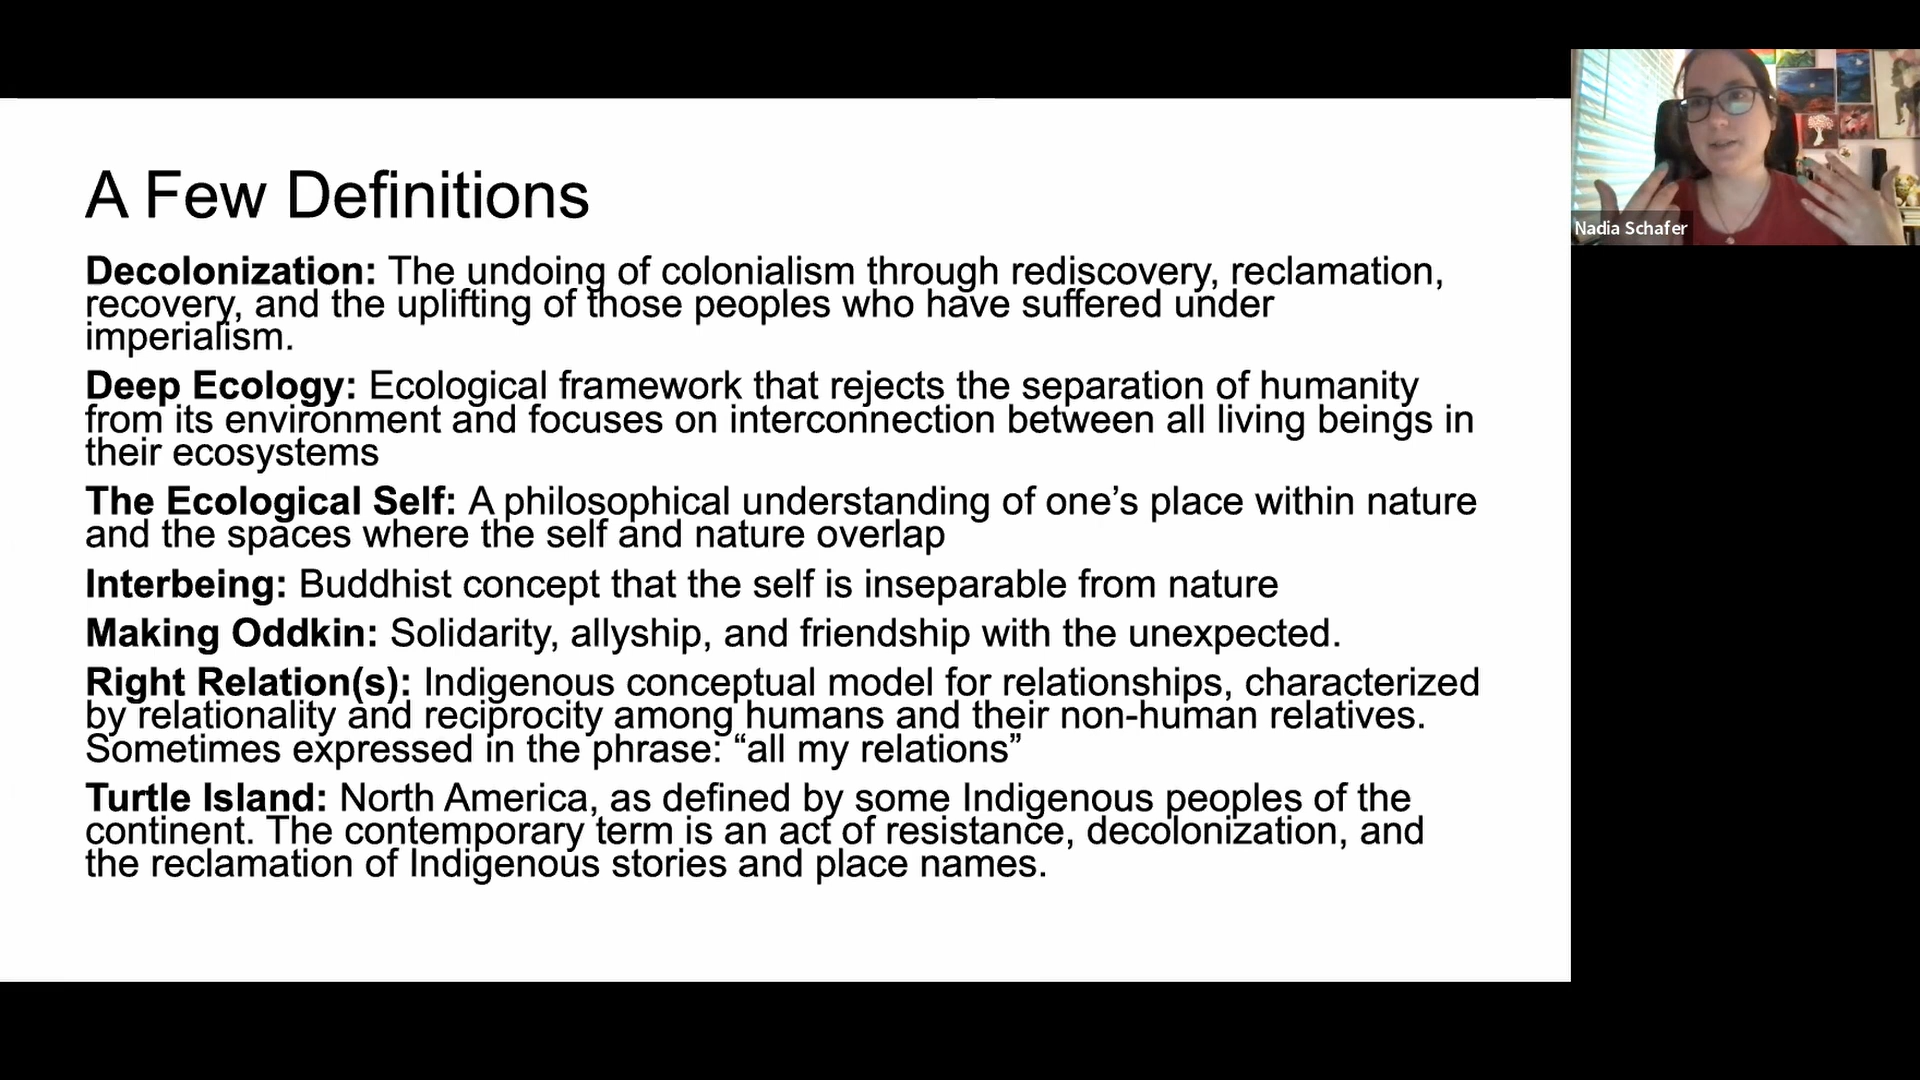 A Few Definitions
Decolonization: The undoing of colonialism through rediscovery, reclamation,
recovery, and the uplifting of those peoples who have suffered under
imperialism.
Deep Ecology: Ecological framework that rejects the separation of humanity
from its environment and focuses on interconnection between all living beings in
their ecosystems
The Ecological Self: A philosophical understanding of one’s place within nature
and the spaces where the self and nature overlap
Interbeing: Buddhist concept that the self is inseparable from nature
Making Oddkin: Solidarity, allyship, and friendship with the unexpected.
Right Relation(s): Indigenous conceptual model for relationships, characterized
by relationality and reciprocity among humans and their non-human relatives.
Sometimes expressed in the phrase: “all my relations”
Turtle Island: North America, as defined by some Indigenous peoples of the
continent. The contemporary term is an act of resistance, decolonization, and
the reclamation of Indigenous stories and place names.
Nadia Schafer